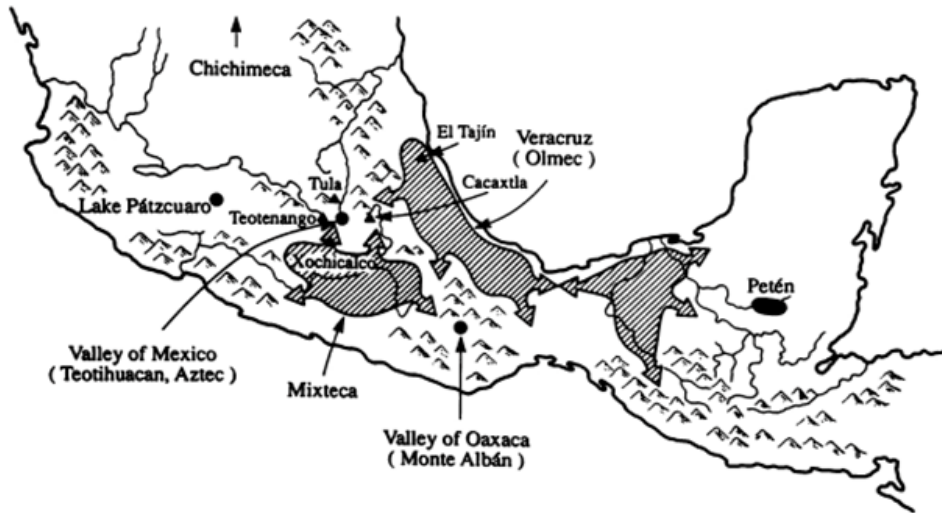 Chichimeca
El Tajín
Veracruz
( Olmec )
Tula
Cacaxtla
Lake Pátzcuaro
Teotenango
Xochicalco
Petén
Valley of Mexico
( Teotihuacan, Aztec )
Mixteca
Valley of Oaxaca
( Monte Albán )